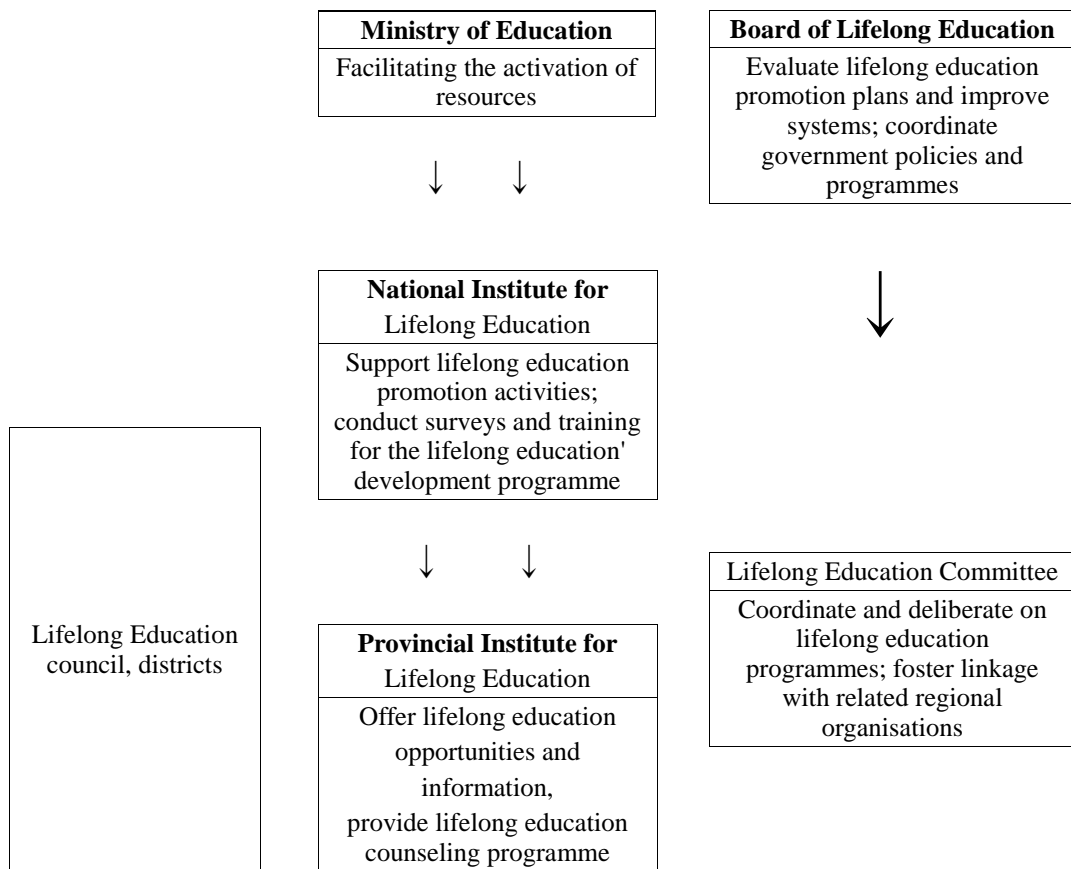 Ministry of Education
Facilitating the activation of
resources
Board of Lifelong Education
Evaluate lifelong education
promotion plans and improve
systems; coordinate
government policies and
programmes
National Institute for
Lifelong Education
Support lifelong education
promotion activities;
conduct surveys and training
for the lifelong education'
development programme
Lifelong Education
council, districts
Provincial Institute for
Lifelong Education
Offer lifelong education
opportunities and
information,
provide lifelong education
counseling programme
Lifelong Education Committee
Coordinate and deliberate on
lifelong education
programmes; foster linkage
with related regional
organisations